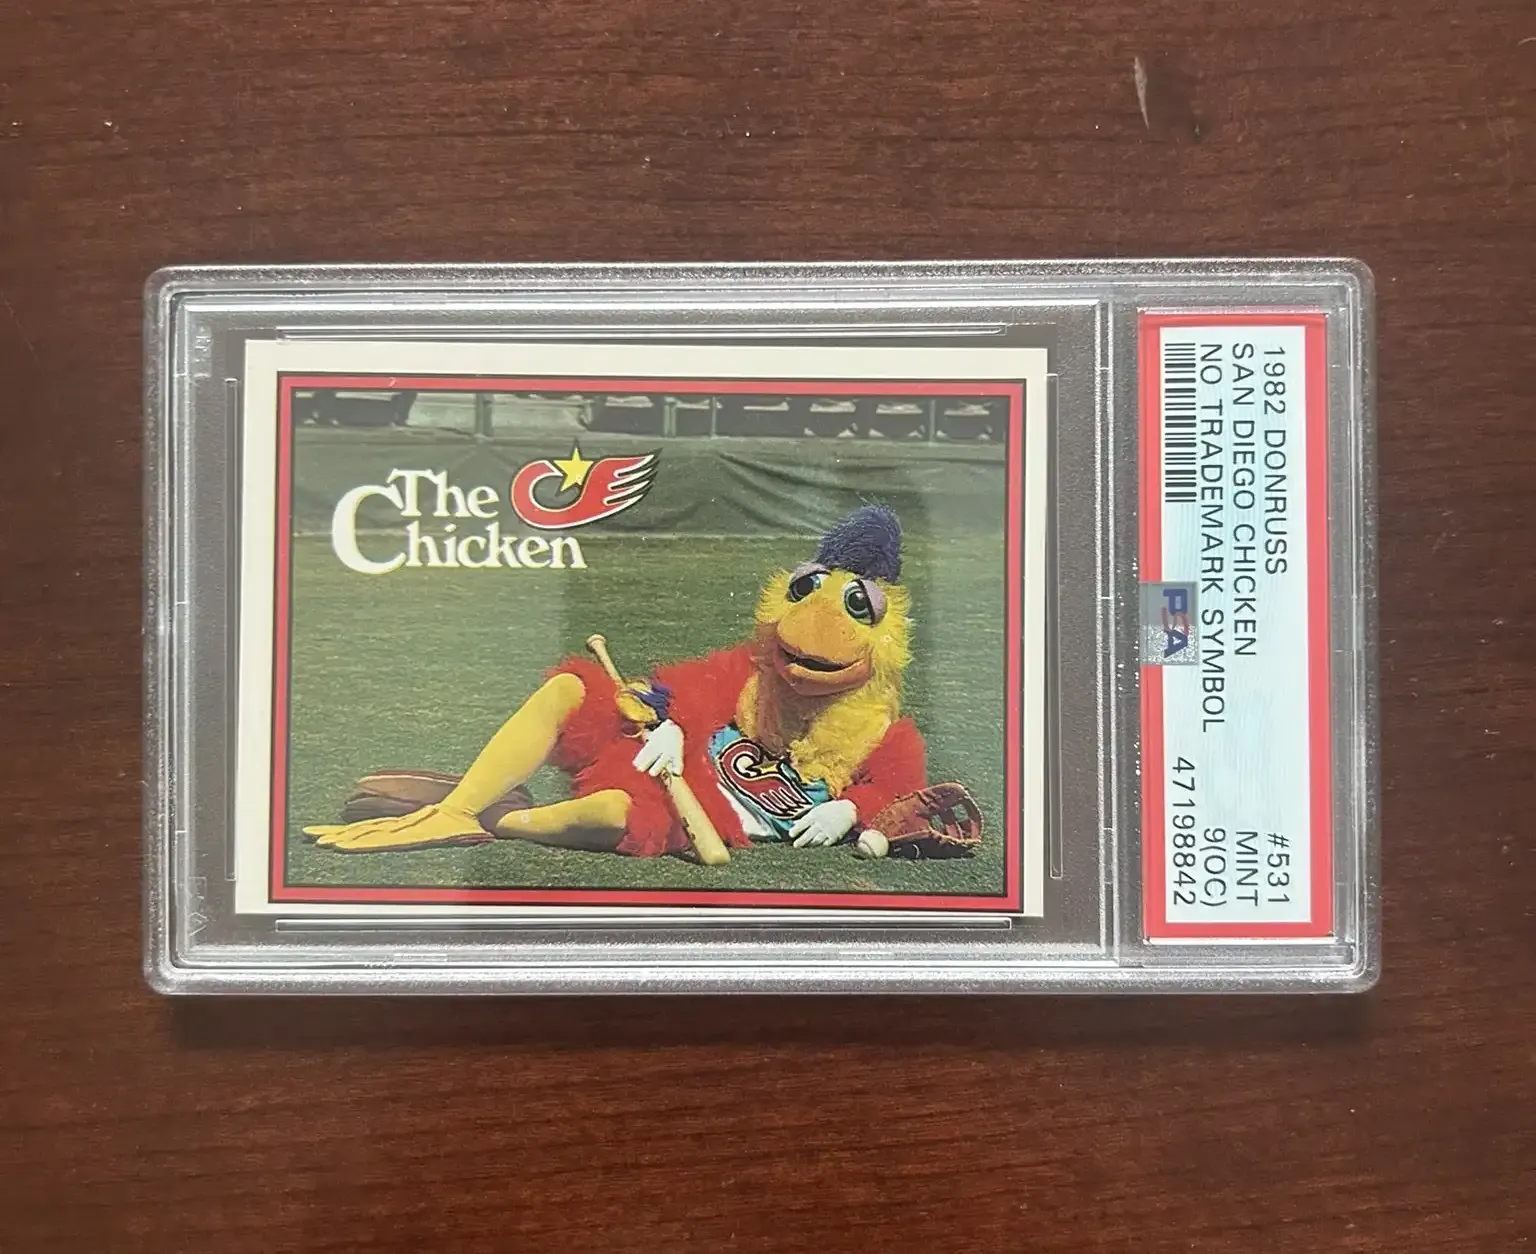 The
Chicken
1982 DONRUSS #531
SAN DIEGO CHICKEN MINT
NO TRADEMARK SYMBOL 9(OC)
47198842
PSA